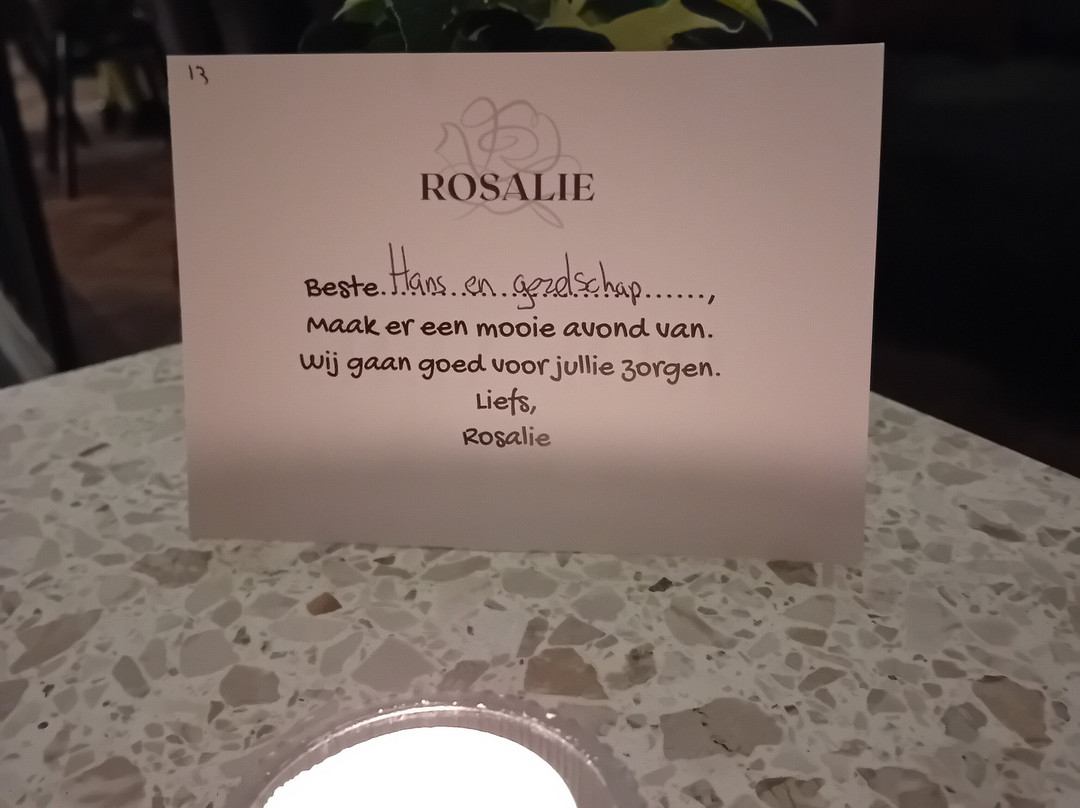 13
ROSALIE
Beste. Hans en gezelschap......,
Maak er een mooie avond van.
Wij gaan goed voor jullie zorgen.
Liefs,
Rosalie